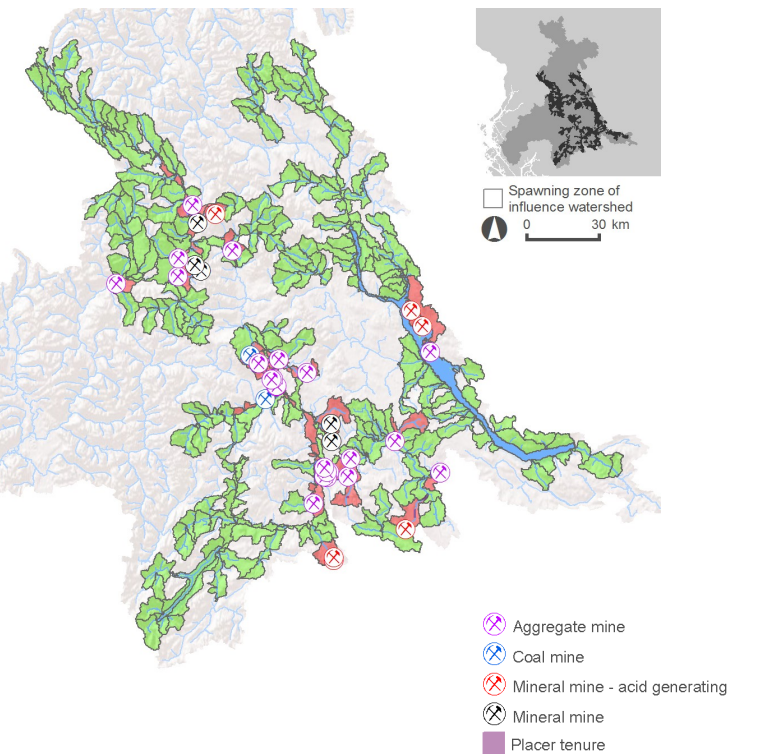 Spawning zone of
influence watershed
0 30 km
Aggregate mine
Coal mine
Mineral mine - acid generating
Mineral mine
Placer tenure